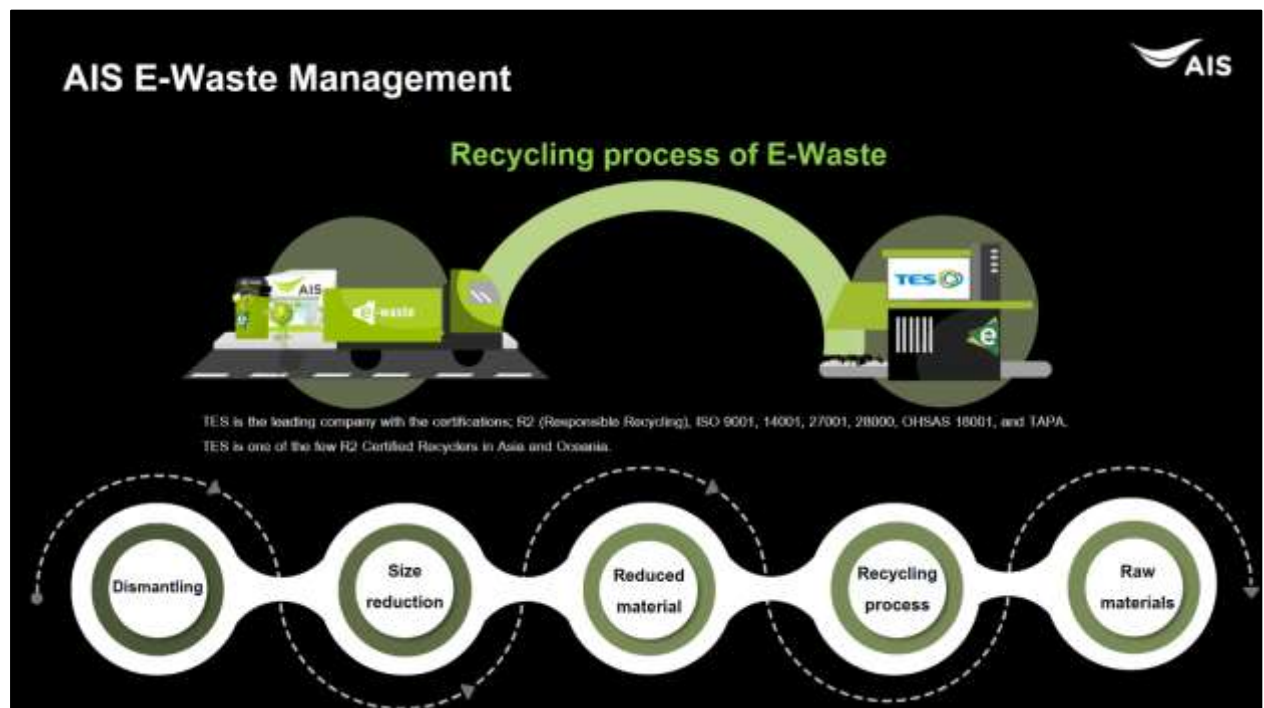 AIS E-Waste Management
AIS
Recycling process of E-Waste
AIS
e-waste
TES
e
TES is the leading company with the certifications; R2 (Responsible Recycling), ISO 9001, 14001, 27001, 28000, OHSAS 18001, and TAPA.
TES is one of the few R2 Certified Recyclers in Asia and Oceania.
Dismantling
Size
reduction
Reduced
material
Recycling
process
Raw
materials